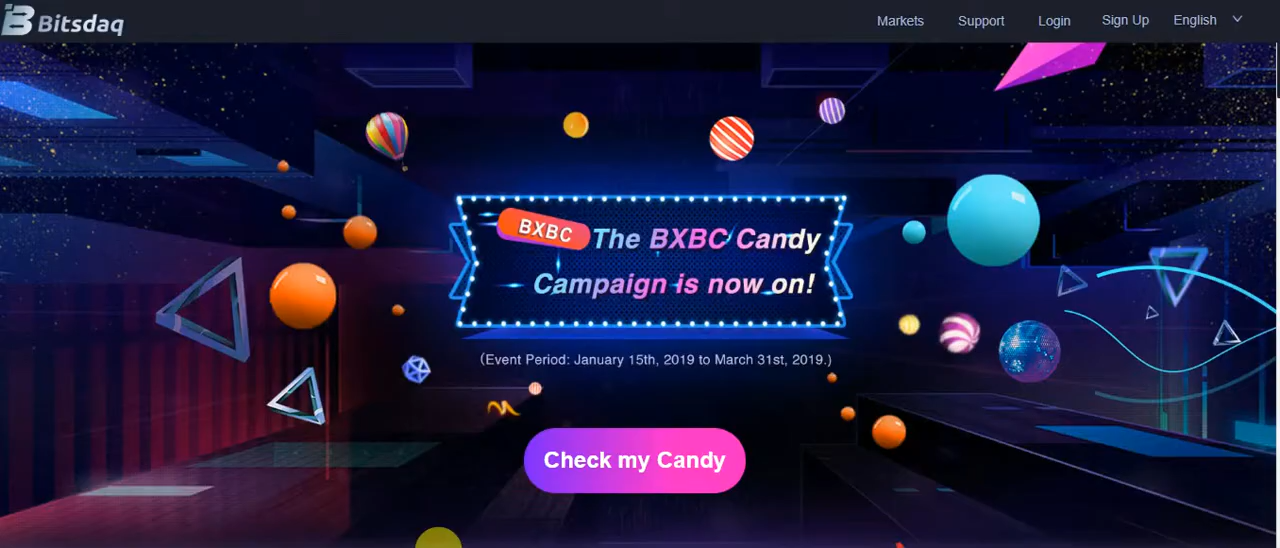 Bitsdaq
Markets Support Login Sign Up English
BXBC The BXBC Candy
Campaign is now on!
(Event Period: January 15th, 2019 to March 31st, 2019.)
Check my Candy